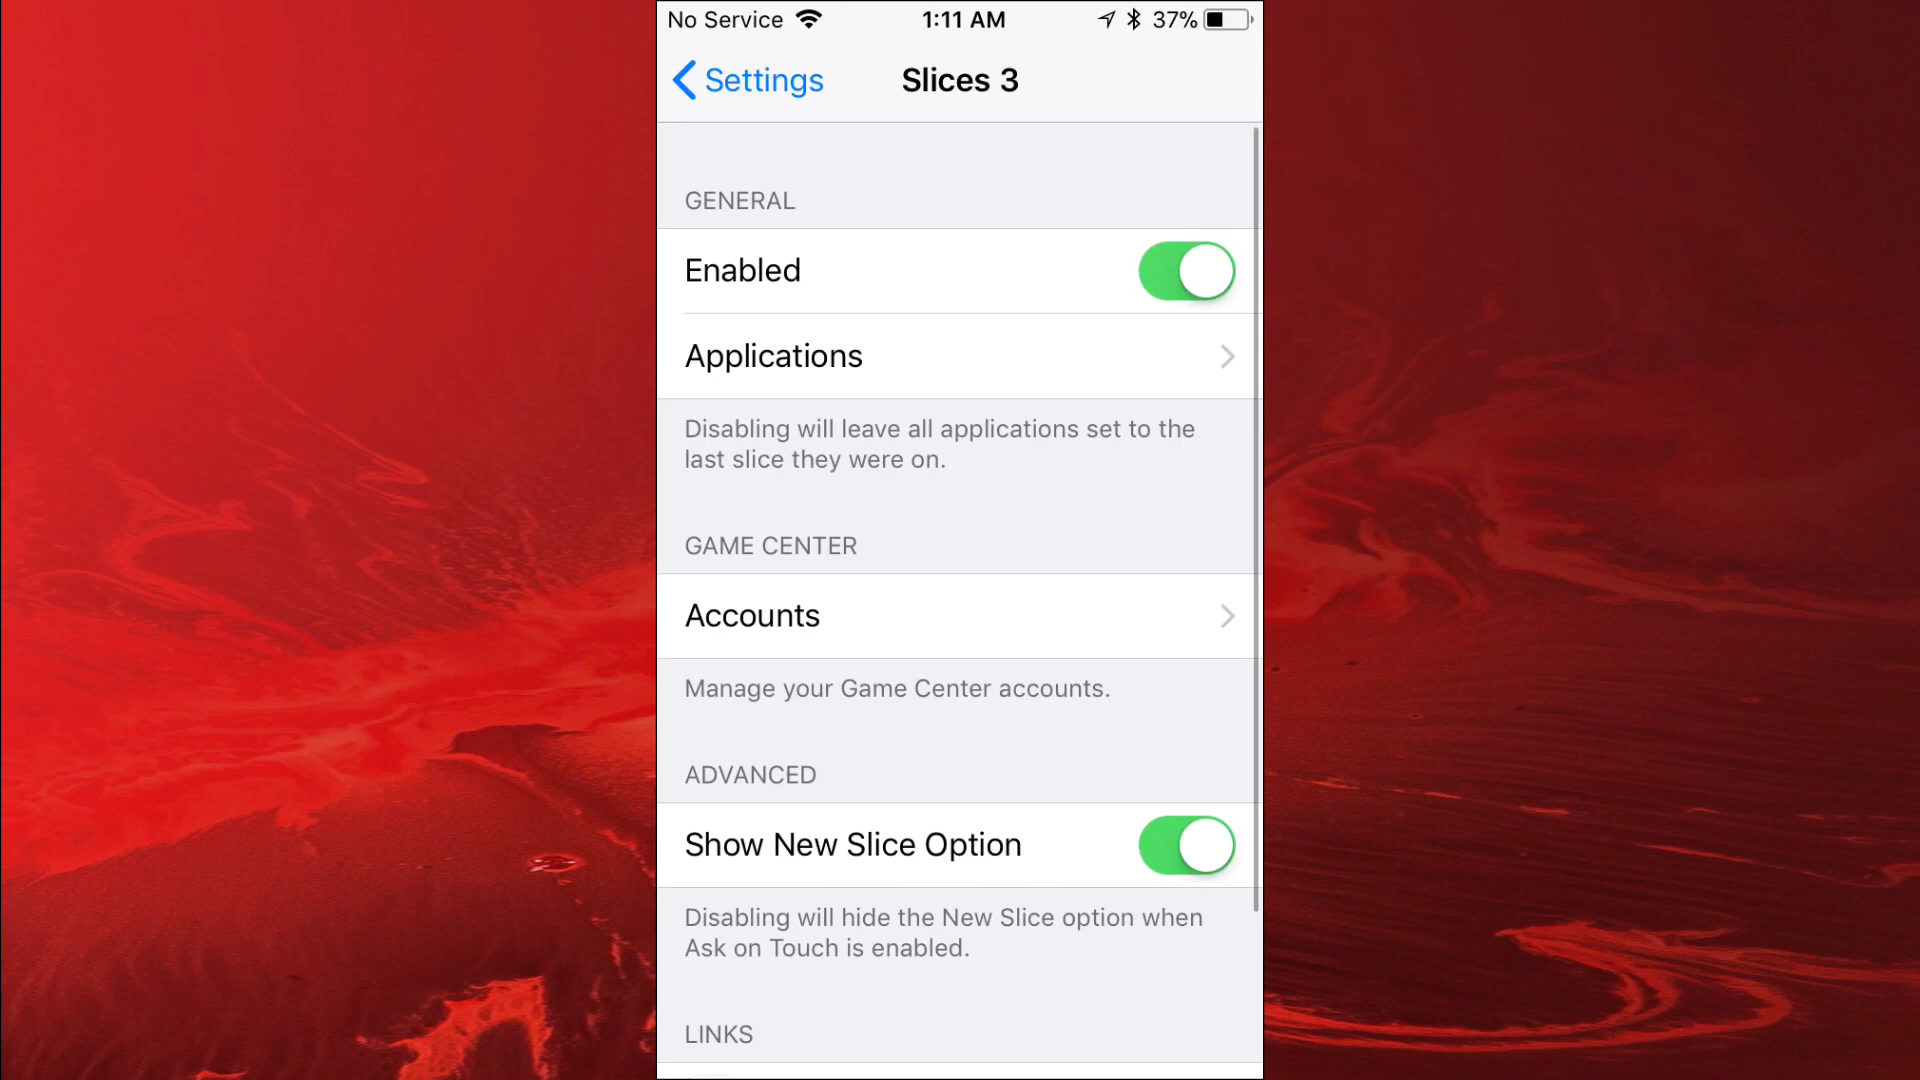 No Service 1:11 AM 37%
Settings Slices 3
GENERAL
Enabled
Applications
Disabling will leave all applications set to the
last slice they were on.
GAME CENTER
Accounts
Manage your Game Center accounts.
ADVANCED
Show New Slice Option
Disabling will hide the New Slice option when
Ask on Touch is enabled.
LINKS